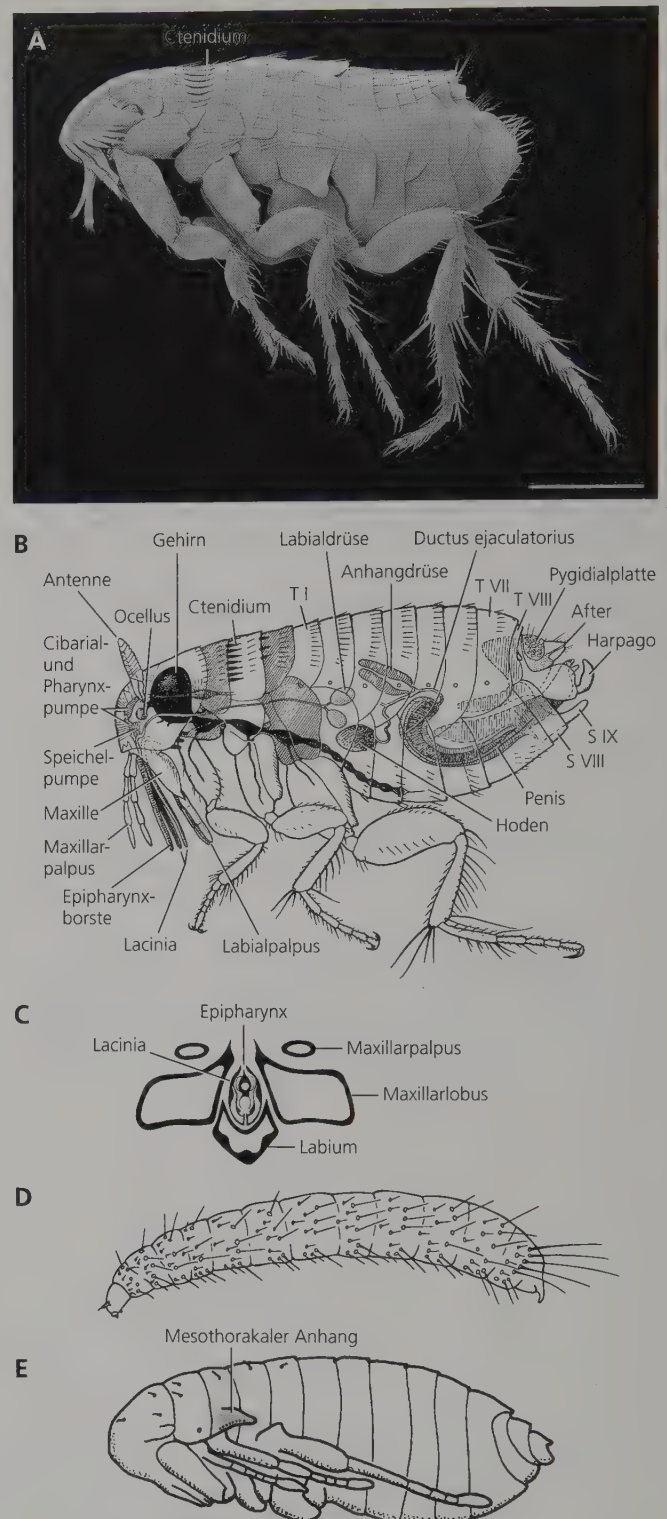 A
Ctenidium
B
Gehirn
Labialdrüse
Ductus ejaculatorius
Antenne
Ocellus
Ctenidium
T I
Anhangdrüse
T VII
T VIII
Pygidialplatte
After
Harpago
Cibarial-
und
Pharynx-
pumpe
Speichel-
pumpe
Maxille
Maxillar-
palpus
Epipharynx-
borste
Lacinia
Labialpalpus
S IX
S VIII
Penis
Hoden
C
Epipharynx
Lacinia
Maxillarpalpus
Maxillarlobus
Labium
D
Mesothorakaler Anhang
E